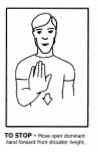 TO STOP - Move open dominant
hand forward from shoulder height.